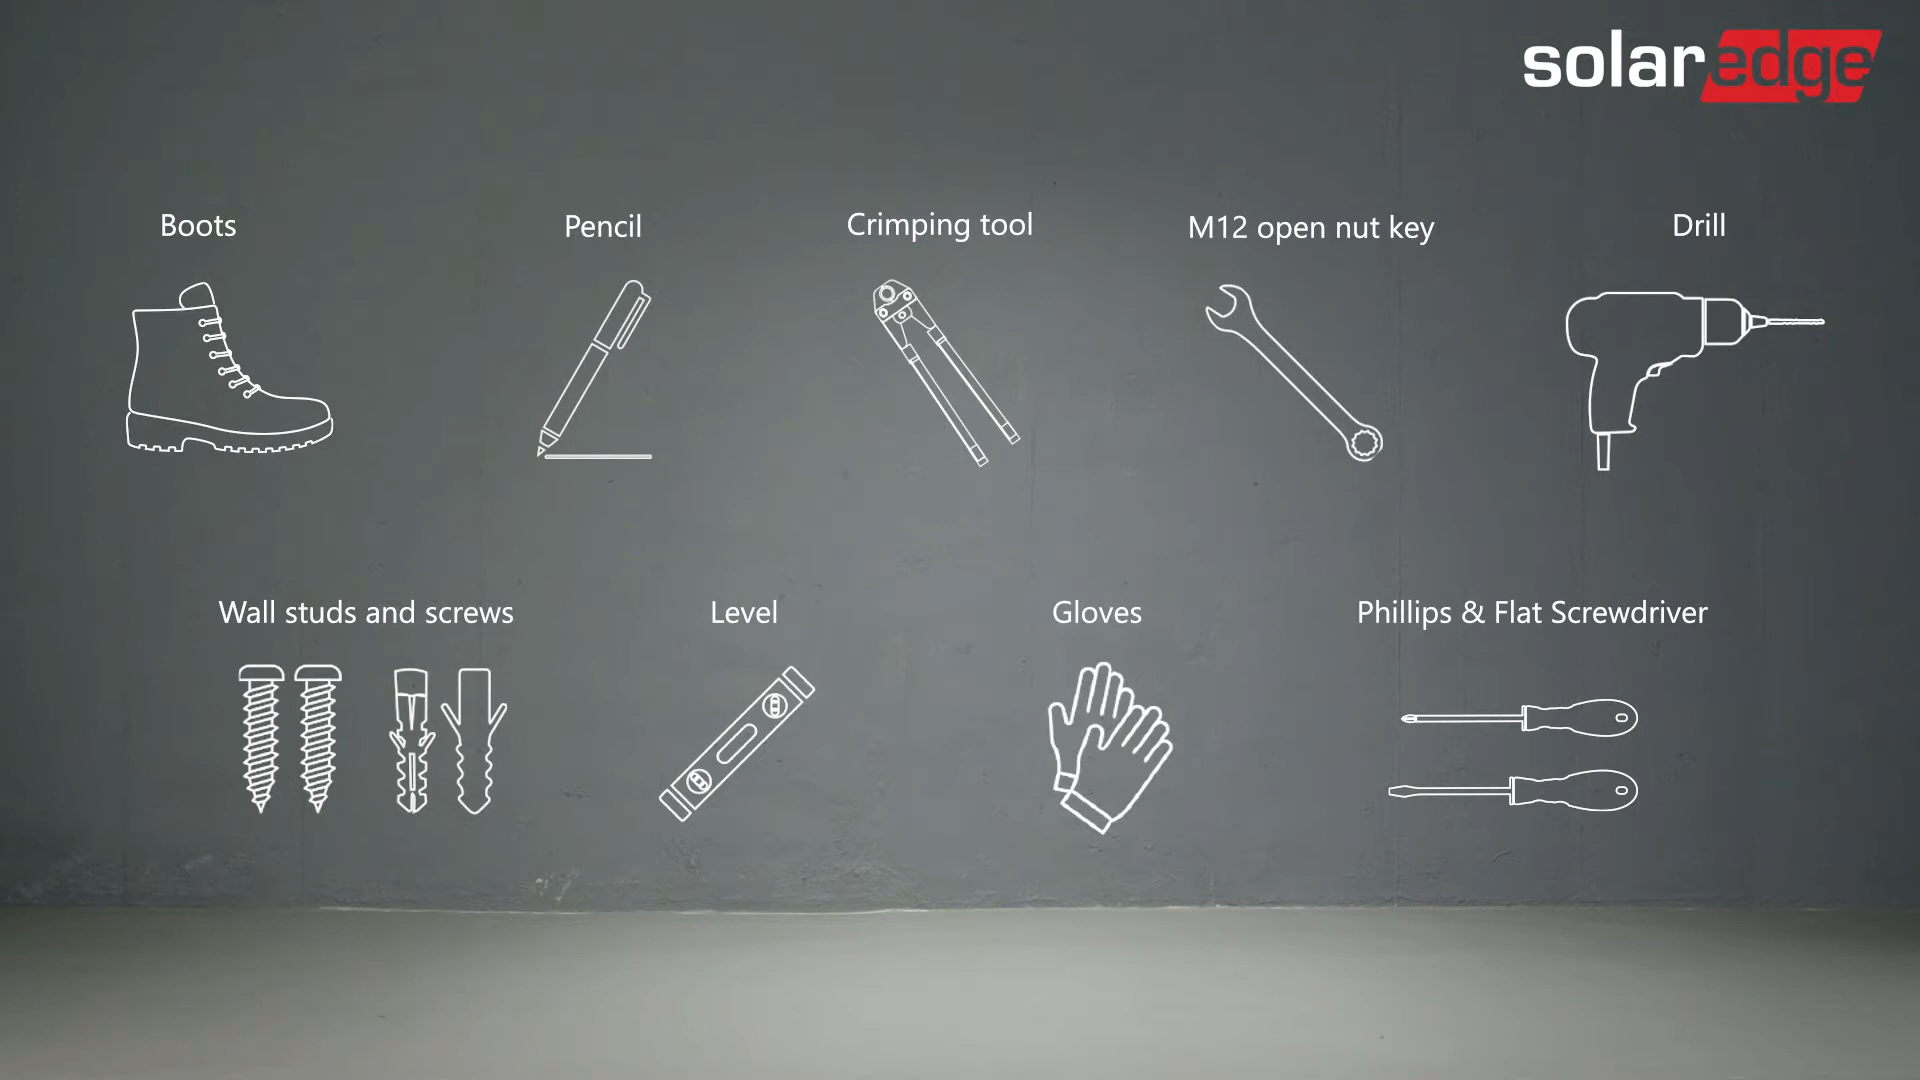 solaredge
Boots
Pencil
Crimping tool
M12 open nut key
Drill
Wall studs and screws
Level
Gloves
Phillips & Flat Screwdriver